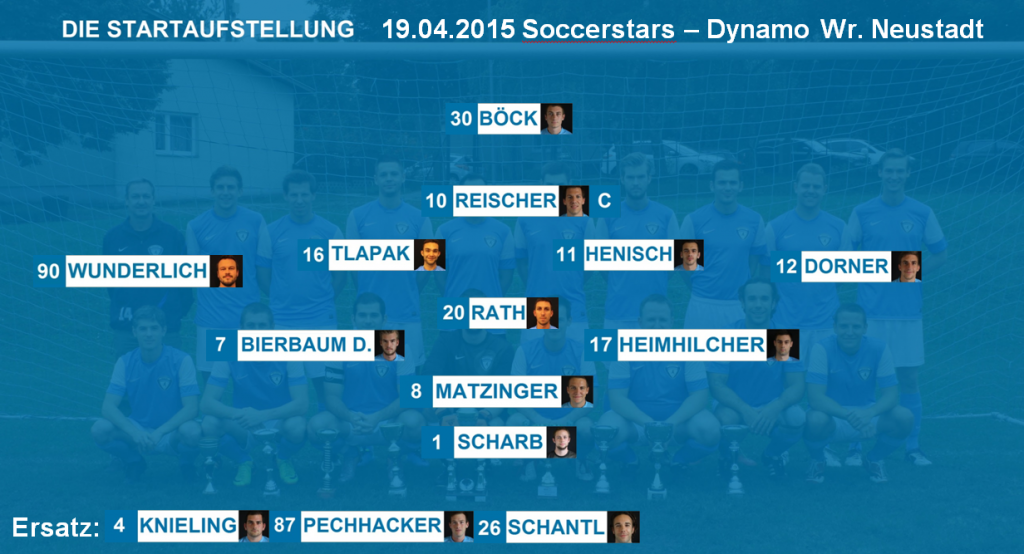 DIE STARTAUFSTELLUNG 19.04.2015 Soccerstars – Dynamo Wr. Neustadt
30 BÖCK
10 REISCHER C
16 TLAPAK 11 HENISCH
90 WUNDERLICH 12 DORNER
20 RATH
7 BIERBAUM D. 17 HEIMHILCHER
8 MATZINGER
1 SCHARB
Ersatz: 4 KNIELING 87 PECHHACKER 26 SCHANTL